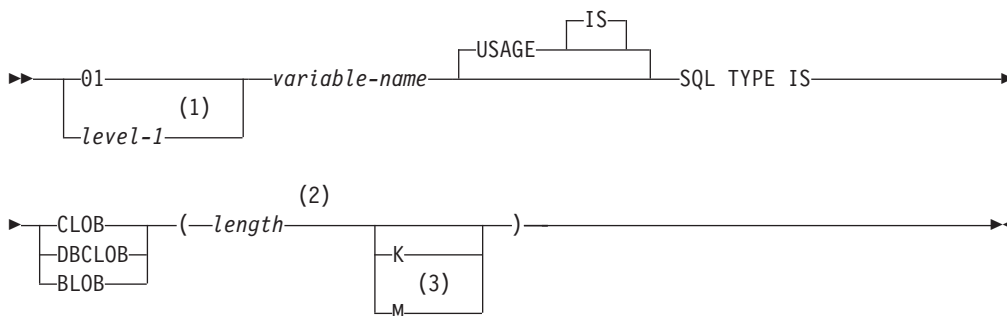 IS
USAGE
01 variable-name SQL TYPE IS
(1)
level-1
(2)
CLOB ( length )
DBCLOB K
BLOB (3)
M